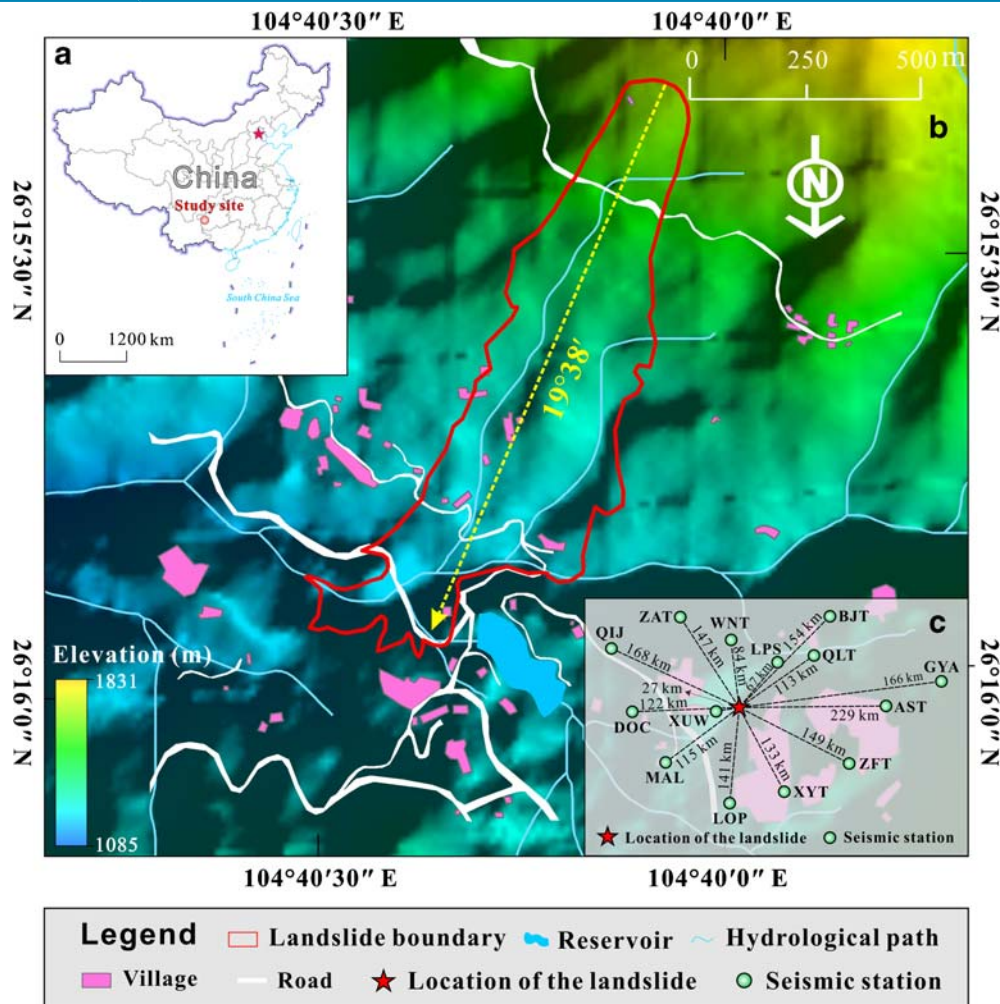 104°40′30″ E
104°40′0″ E
a
China
Study site
South China Sea
0
1200 km
0
250
500 m
b
N
26°15′30″ N
26°15′30″ N
19°38′
Elevation (m)
1831
1085
26°16′0″ N
26°16′0″ N
c
ZAT
WNT
BJT
QIJ
LPS
QLT
GYA
147 km
84 km
154 km
168 km
67 km
113 km
166 km
27 km
122 km
DOC
XUW
AST
229 km
MAL
115 km
141 km
133 km
149 km
ZFT
XYT
LOP
Location of the landslide
Seismic station
104°40′30″ E
104°40′0″ E
Legend
Landslide boundary
Reservoir
Hydrological path
Village
Road
Location of the landslide
Seismic station